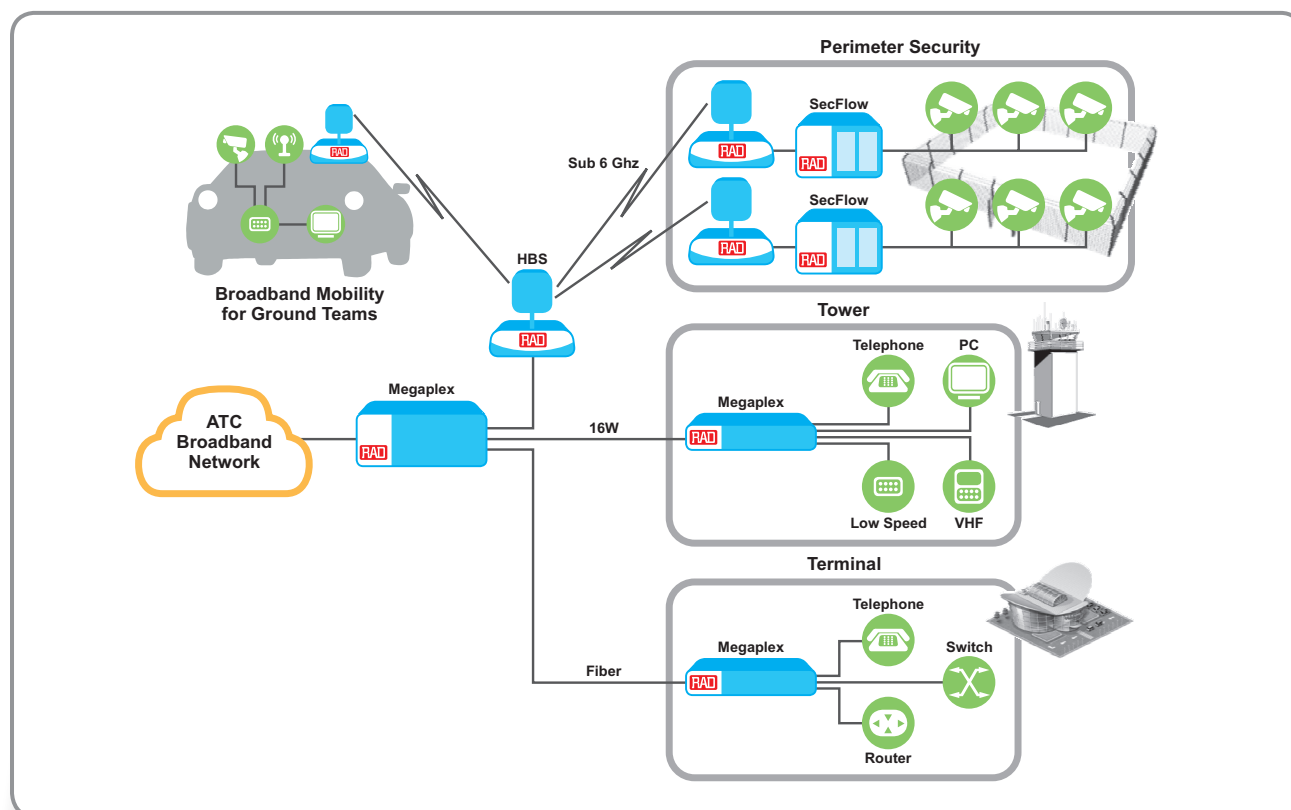 Perimeter Security
SecFlow
RAD
RAD
RAD
Sub 6 Ghz
SecFlow
RAD
RAD
HBS
RAD
Broadband Mobility
for Ground Teams
Tower
Telephone
PC
Megaplex
RAD
ATC
Broadband
Network
16W
Megaplex
RAD
Low Speed
VHF
Terminal
Telephone
Megaplex
Switch
Fiber
RAD
Router